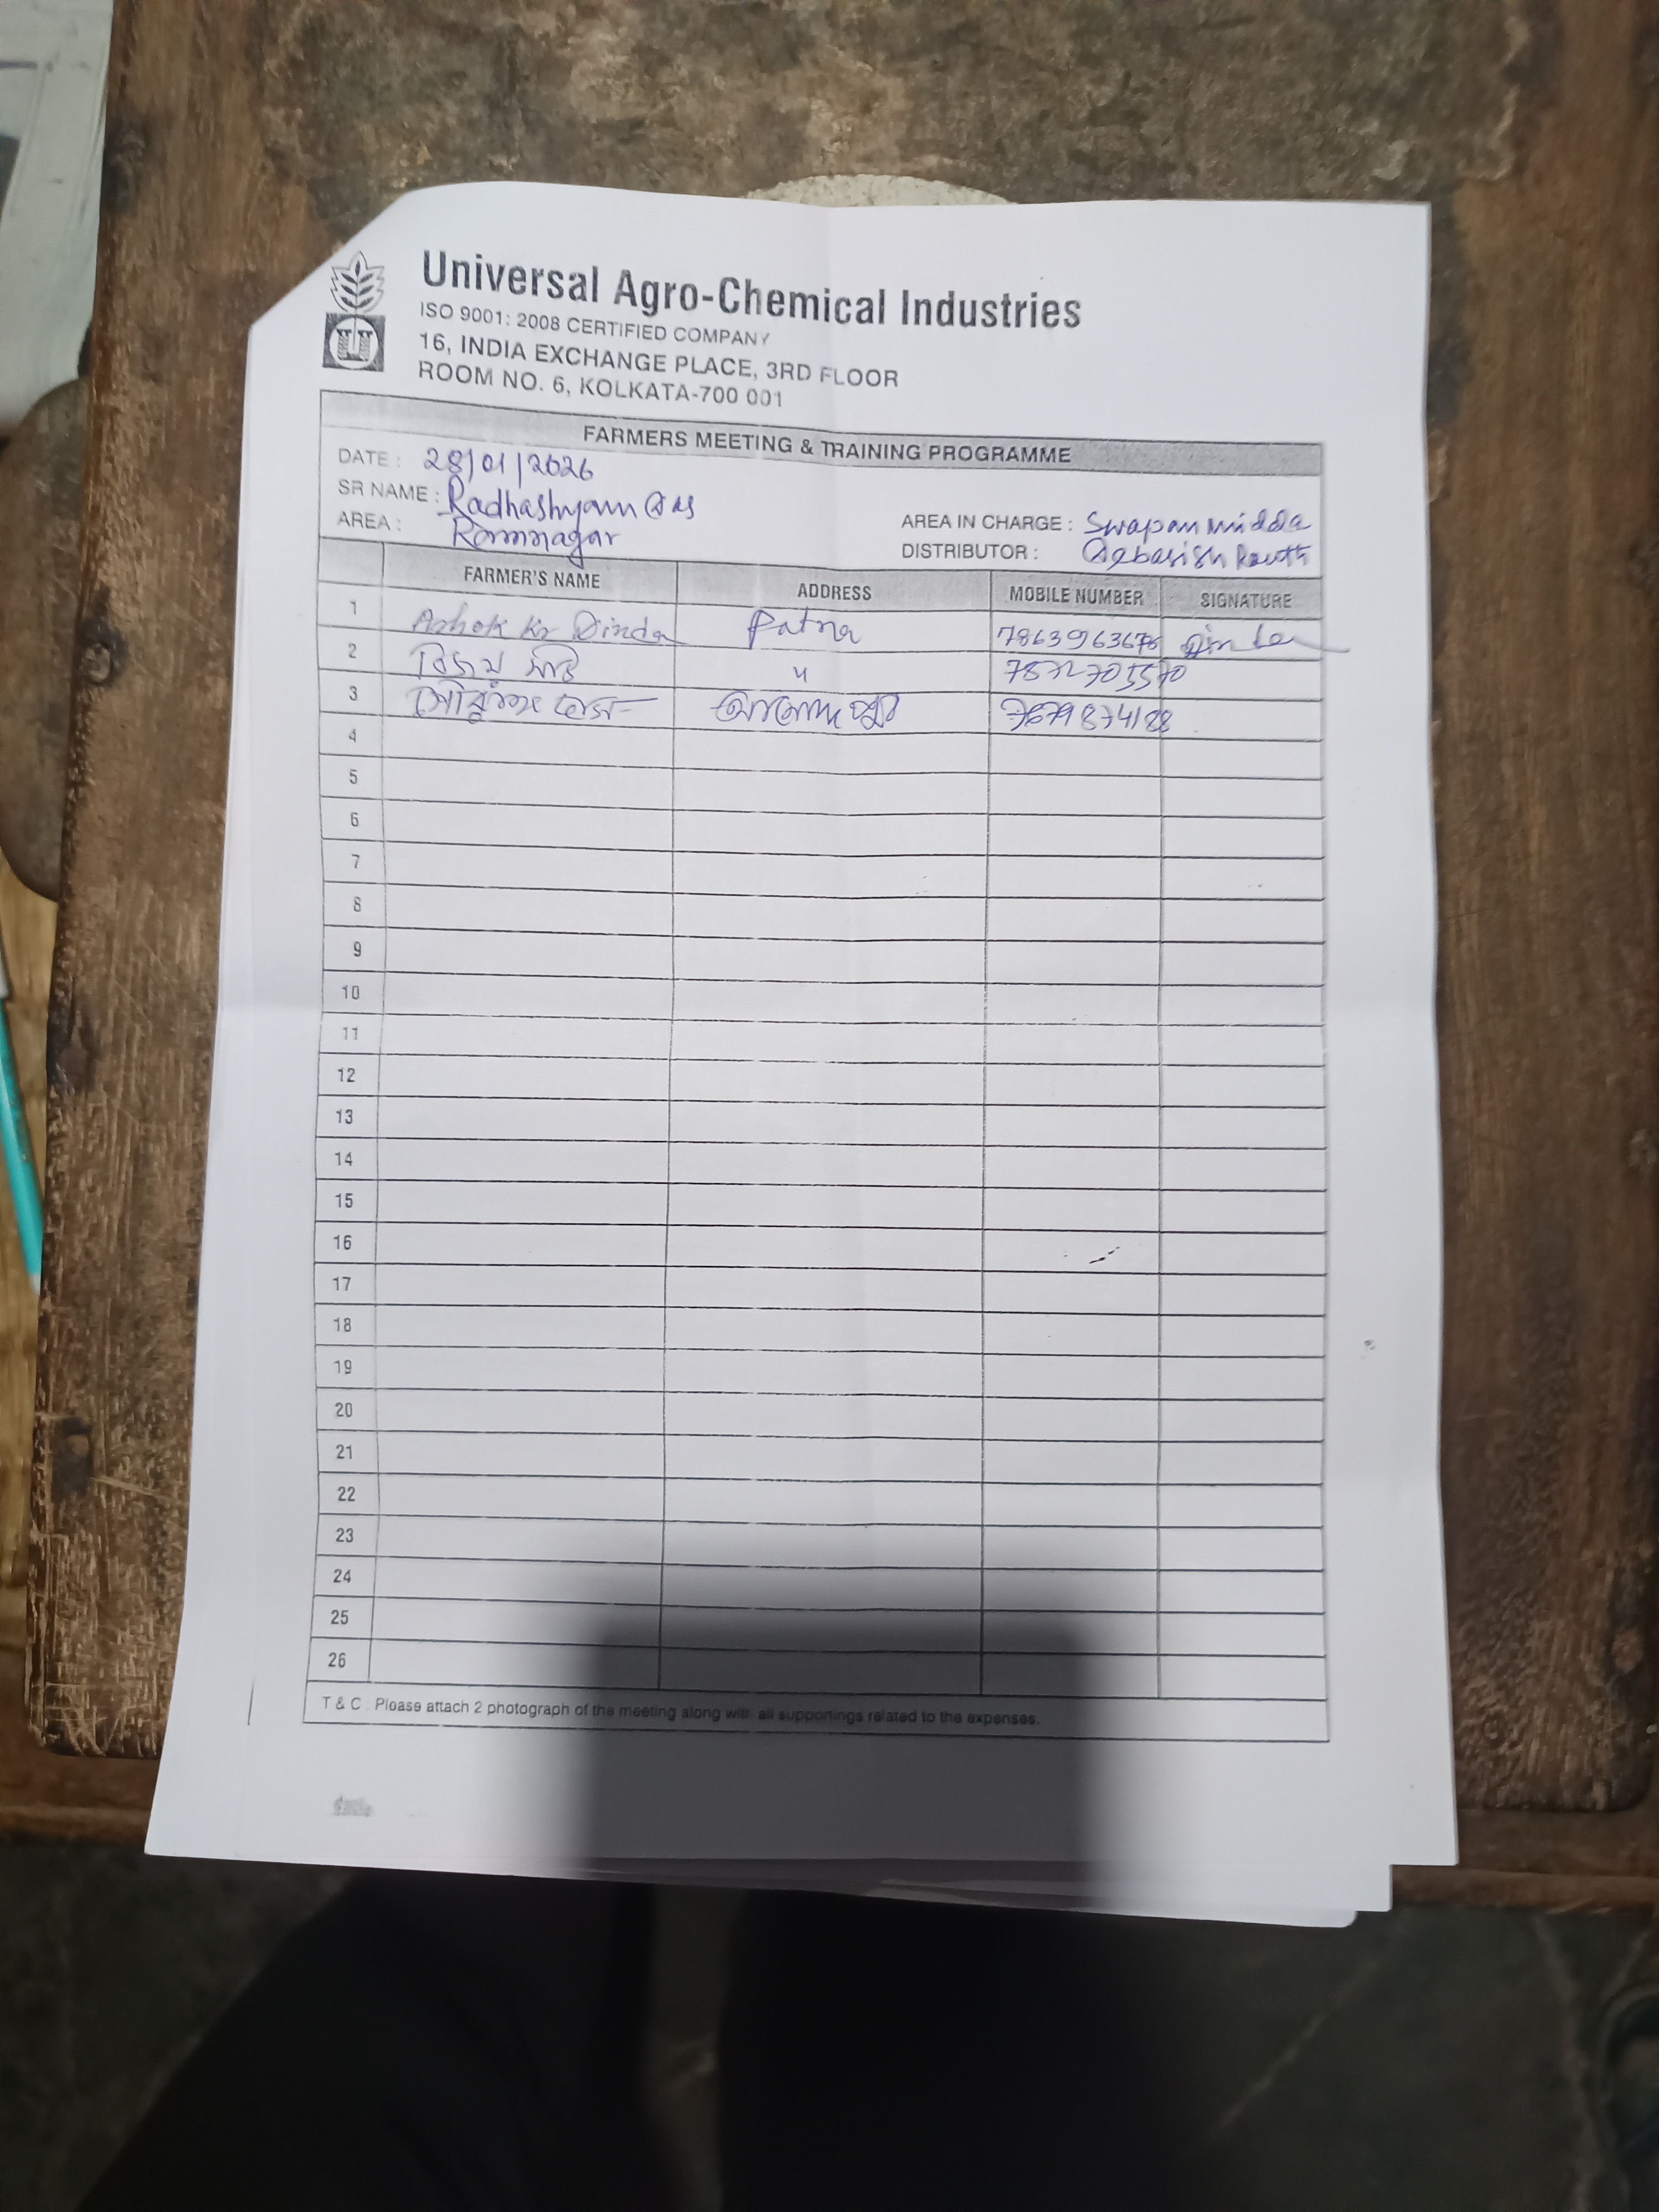 Universal Agro-Chemical Industries
ISO 9001: 2008 CERTIFIED COMPANY
16, INDIA EXCHANGE PLACE, 3RD FLOOR
ROOM NO. 6, KOLKATA-700 001
FARMERS MEETING & TRAINING PROGRAMME
DATE : 28/01/2026
SR NAME : Radhashyam Das
AREA : Ramnagar
AREA IN CHARGE : Swapan Midda
DISTRIBUTOR : Debasish Routh
FARMER'S NAME ADDRESS MOBILE NUMBER SIGNATURE
1 Ashok Kr Dinda Patna Dinda
2 বিজয় "
3
4
5
6
7
8
9
10
11
12
13
14
15
16
17
18
19
20
21
22
23
24
25
26
T & C : Please attach 2 photograph of the meeting along with all supportings related to the expenses.